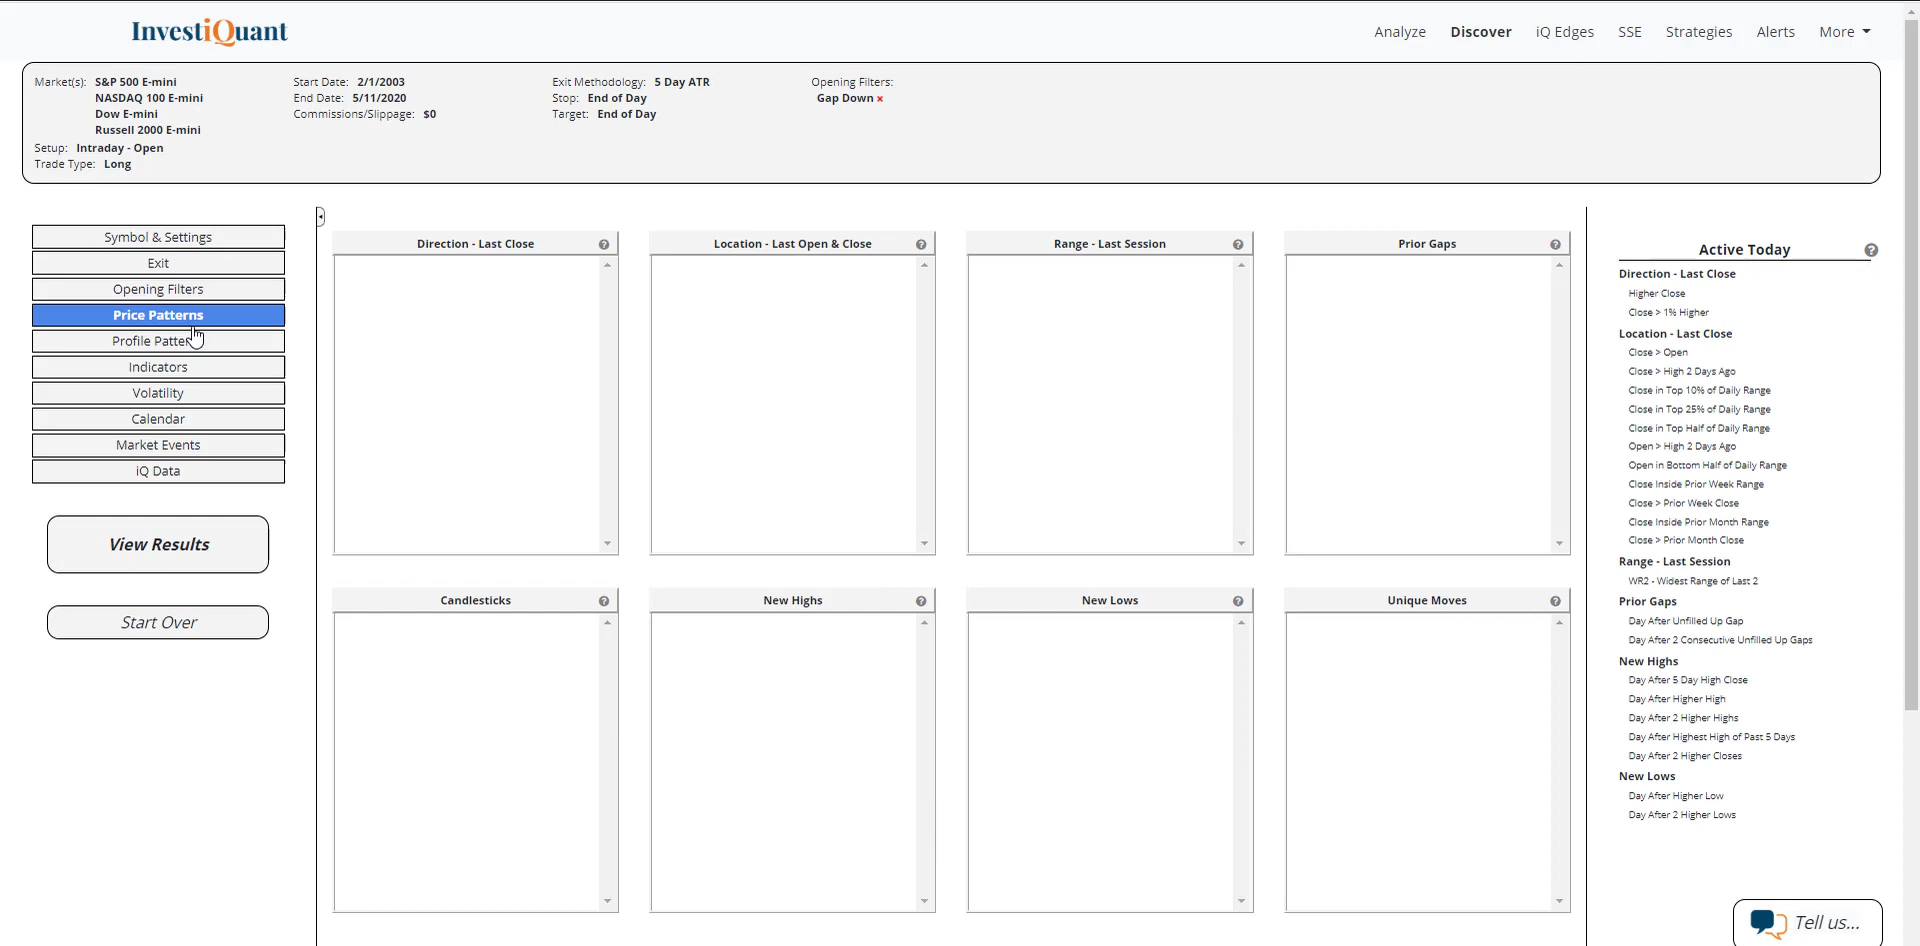 InvestiQuant
Analyze Discover iQ Edges SSE Strategies Alerts More
Market(s): S&P 500 E-mini
NASDAQ 100 E-mini
Dow E-mini
Russell 2000 E-mini
Setup: Intraday - Open
Trade Type: Long
Start Date: 2/1/2003
End Date: 5/11/2020
Commissions/Slippage: $0
Exit Methodology: 5 Day ATR
Stop: End of Day
Target: End of Day
Opening Filters:
Gap Down ×
Symbol & Settings
Exit
Opening Filters
Price Patterns
Profile Patter
Indicators
Volatility
Calendar
Market Events
iQ Data
View Results
Start Over
Direction - Last Close ?
Location - Last Open & Close ?
Range - Last Session ?
Prior Gaps ?
Candlesticks ?
New Highs ?
New Lows ?
Unique Moves ?
Active Today ?
Direction - Last Close
Higher Close
Close > 1% Higher
Location - Last Close
Close > Open
Close > High 2 Days Ago
Close in Top 10% of Daily Range
Close in Top 25% of Daily Range
Close in Top Half of Daily Range
Open > High 2 Days Ago
Open in Bottom Half of Daily Range
Close Inside Prior Week Range
Close > Prior Week Close
Close Inside Prior Month Range
Close > Prior Month Close
Range - Last Session
WR2 - Widest Range of Last 2
Prior Gaps
Day After Unfilled Up Gap
Day After 2 Consecutive Unfilled Up Gaps
New Highs
Day After 5 Day High Close
Day After Higher High
Day After 2 Higher Highs
Day After Highest High of Past 5 Days
Day After 2 Higher Closes
New Lows
Day After Higher Low
Day After 2 Higher Lows
Tell us...